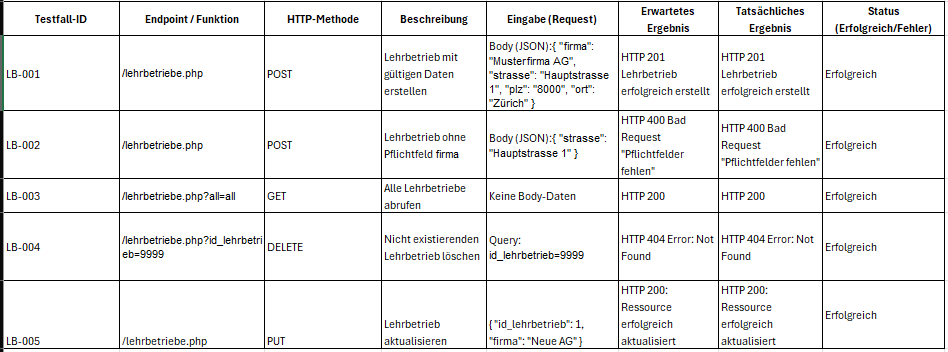 Testfall-ID
Endpoint / Funktion
HTTP-Methode
Beschreibung
Eingabe (Request)
Erwartetes
Ergebnis
Tatsächliches
Ergebnis
Status
(Erfolgreich/Fehler)
LB-001
/lehrbetriebe.php
POST
Lehrbetrieb mit
gültigen Daten
erstellen
Body (JSON):{ "firma":
"Musterfirma AG",
"strasse": "Hauptstrasse
1", "plz": "8000", "ort":
"Zürich" }
HTTP 201
Lehrbetrieb
erfolgreich erstellt
HTTP 201
Lehrbetrieb
erfolgreich erstellt
Erfolgreich
LB-002
/lehrbetriebe.php
POST
Lehrbetrieb ohne
Pflichtfeld firma
Body (JSON):{ "strasse":
"Hauptstrasse 1" }
HTTP 400 Bad
Request
"Pflichtfelder
fehlen"
HTTP 400 Bad
Request
"Pflichtfelder fehlen"
Erfolgreich
LB-003
/lehrbetriebe.php?all=all
GET
Alle Lehrbetriebe
abrufen
Keine Body-Daten
HTTP 200
HTTP 200
Erfolgreich
LB-004
/lehrbetriebe.php?id_lehrbetri
eb=9999
DELETE
Nicht existierenden
Lehrbetrieb löschen
Query:
id_lehrbetrieb=9999
HTTP 404 Error: Not
Found
HTTP 404 Error: Not
Found
Erfolgreich
LB-005
/lehrbetriebe.php
PUT
Lehrbetrieb
aktualisieren
{ "id_lehrbetrieb": 1,
"firma": "Neue AG" }
HTTP 200:
Ressource
erfolgreich
aktualisiert
HTTP 200:
Ressource
erfolgreich
aktualisiert
Erfolgreich